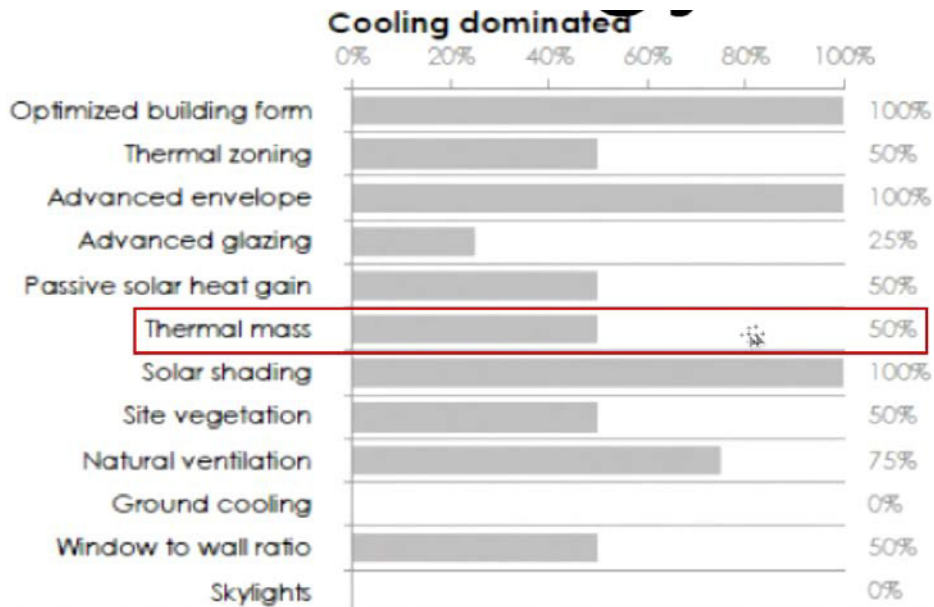 Cooling dominated
0% 20% 40% 60% 80% 100%
Optimized building form 100%
Thermal zoning 50%
Advanced envelope 100%
Advanced glazing 25%
Passive solar heat gain 50%
Thermal mass 50%
Solar shading 100%
Site vegetation 50%
Natural ventilation 75%
Ground cooling 0%
Window to wall ratio 50%
Skylights 0%